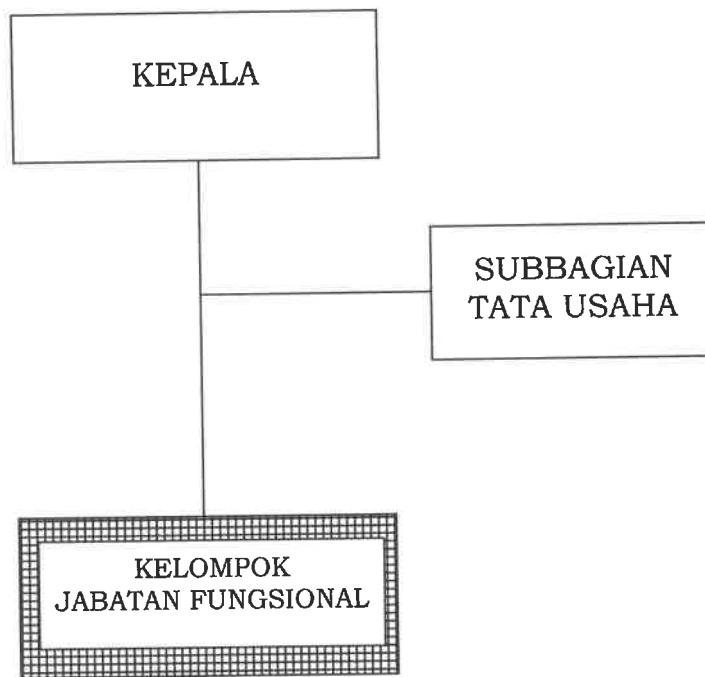 KEPALA
SUBBAGIAN
TATA USAHA
KELOMPOK
JABATAN FUNGSIONAL